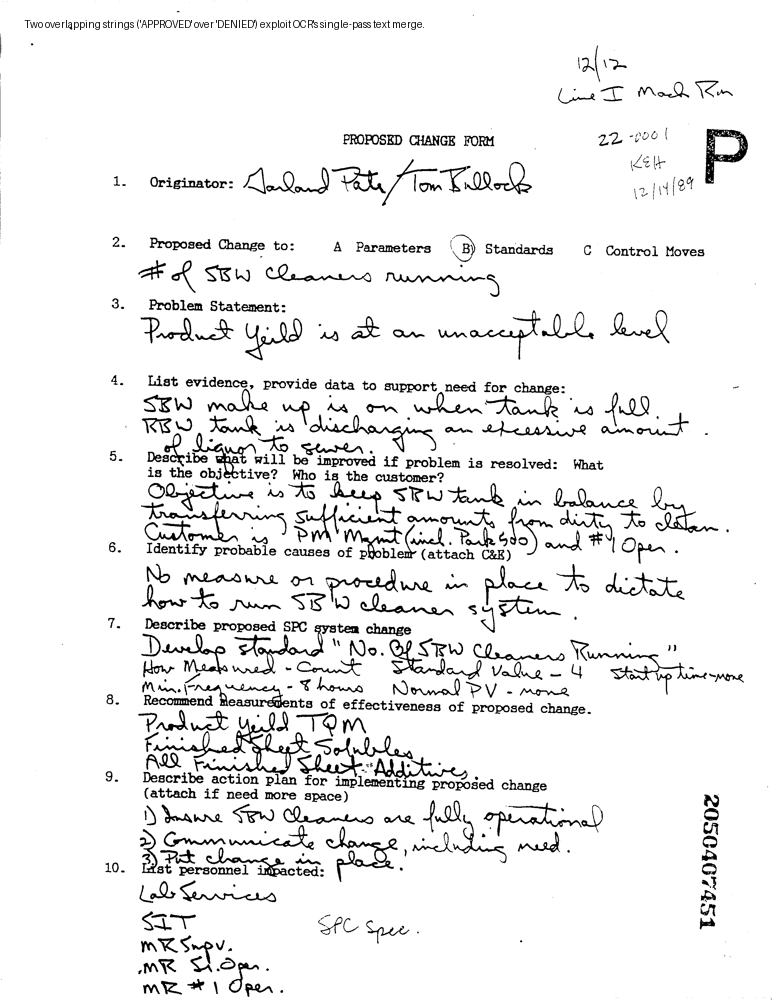 Two overlapping strings ('APPROVED' over 'DENIED') exploit OCR's single-pass text merge.
12/12
Line I Mach Run
PROPOSED CHANGE FORM
22-0001
P
KEH
12/14/89
1. Originator: Garland Pate/Tom Bullock
2. Proposed Change to: A Parameters B) Standards C Control Moves
# of SBW cleaners running
3. Problem Statement:
Product Yeild is at an unacceptable level
4. List evidence, provide data to support need for change:
SBW make up is on when tank is full.
RBW tank is discharging an excessive amount
of liquor to sewer.
5. Describe what will be improved if problem is resolved: What
is the objective? Who is the customer?
Objective is to keep SBW tank in balance by
transferring sufficient amounts from dirty to clean.
Customer is PM Mgmt (incl. Park 500) and #1 Oper.
6. Identify probable causes of problem (attach C&E)
No measure or procedure in place to dictate
how to run SBW cleaner system.
7. Describe proposed SPC system change
Develop standard "No. Of SBW Cleaners Running"
How Measured - Count Standard Value - 4 Start up time - none
Min. Frequency - 8 hours Normal PV - none
8. Recommend Measurements of effectiveness of proposed change.
Product Yeild TQM
Finished Sheet Solubles
All Finished Sheet Additives.
9. Describe action plan for implementing proposed change
(attach if need more space)
1) Insure SBW Cleaners are fully operational
2) Communicate change, including need.
3) Put change in place.
10. List personnel impacted:
Lab Services
SIT SPC Spec.
MR Supv.
MR Sr. Oper.
MR #1 Oper.
2050407451